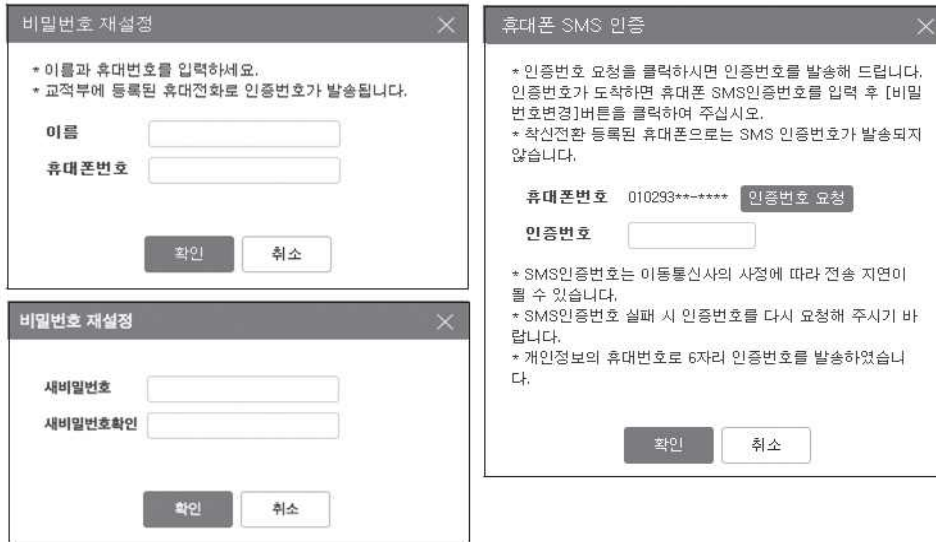 비밀번호 재설정
* 이름과 휴대번호를 입력하세요.
* 교적부에 등록된 휴대전화로 인증번호가 발송됩니다.
이름
휴대폰번호
확인 취소
비밀번호 재설정
새비밀번호
새비밀번호확인
확인 취소
휴대폰 SMS 인증
* 인증번호 요청을 클릭하시면 인증번호를 발송해 드립니다.
인증번호가 도착하면 휴대폰 SMS인증번호를 입력 후 [비밀
번호변경]버튼을 클릭하여 주십시오.
* 착신전환 등록된 휴대폰으로는 SMS 인증번호가 발송되지
않습니다.
휴대폰번호 010293**-**** 인증번호 요청
인증번호
* SMS인증번호는 이동통신사의 사정에 따라 전송 지연이
될 수 있습니다.
* SMS인증번호 실패 시 인증번호를 다시 요청해 주시기 바
랍니다.
* 개인정보의 휴대번호로 6자리 인증번호를 발송하였습니
다.
확인 취소